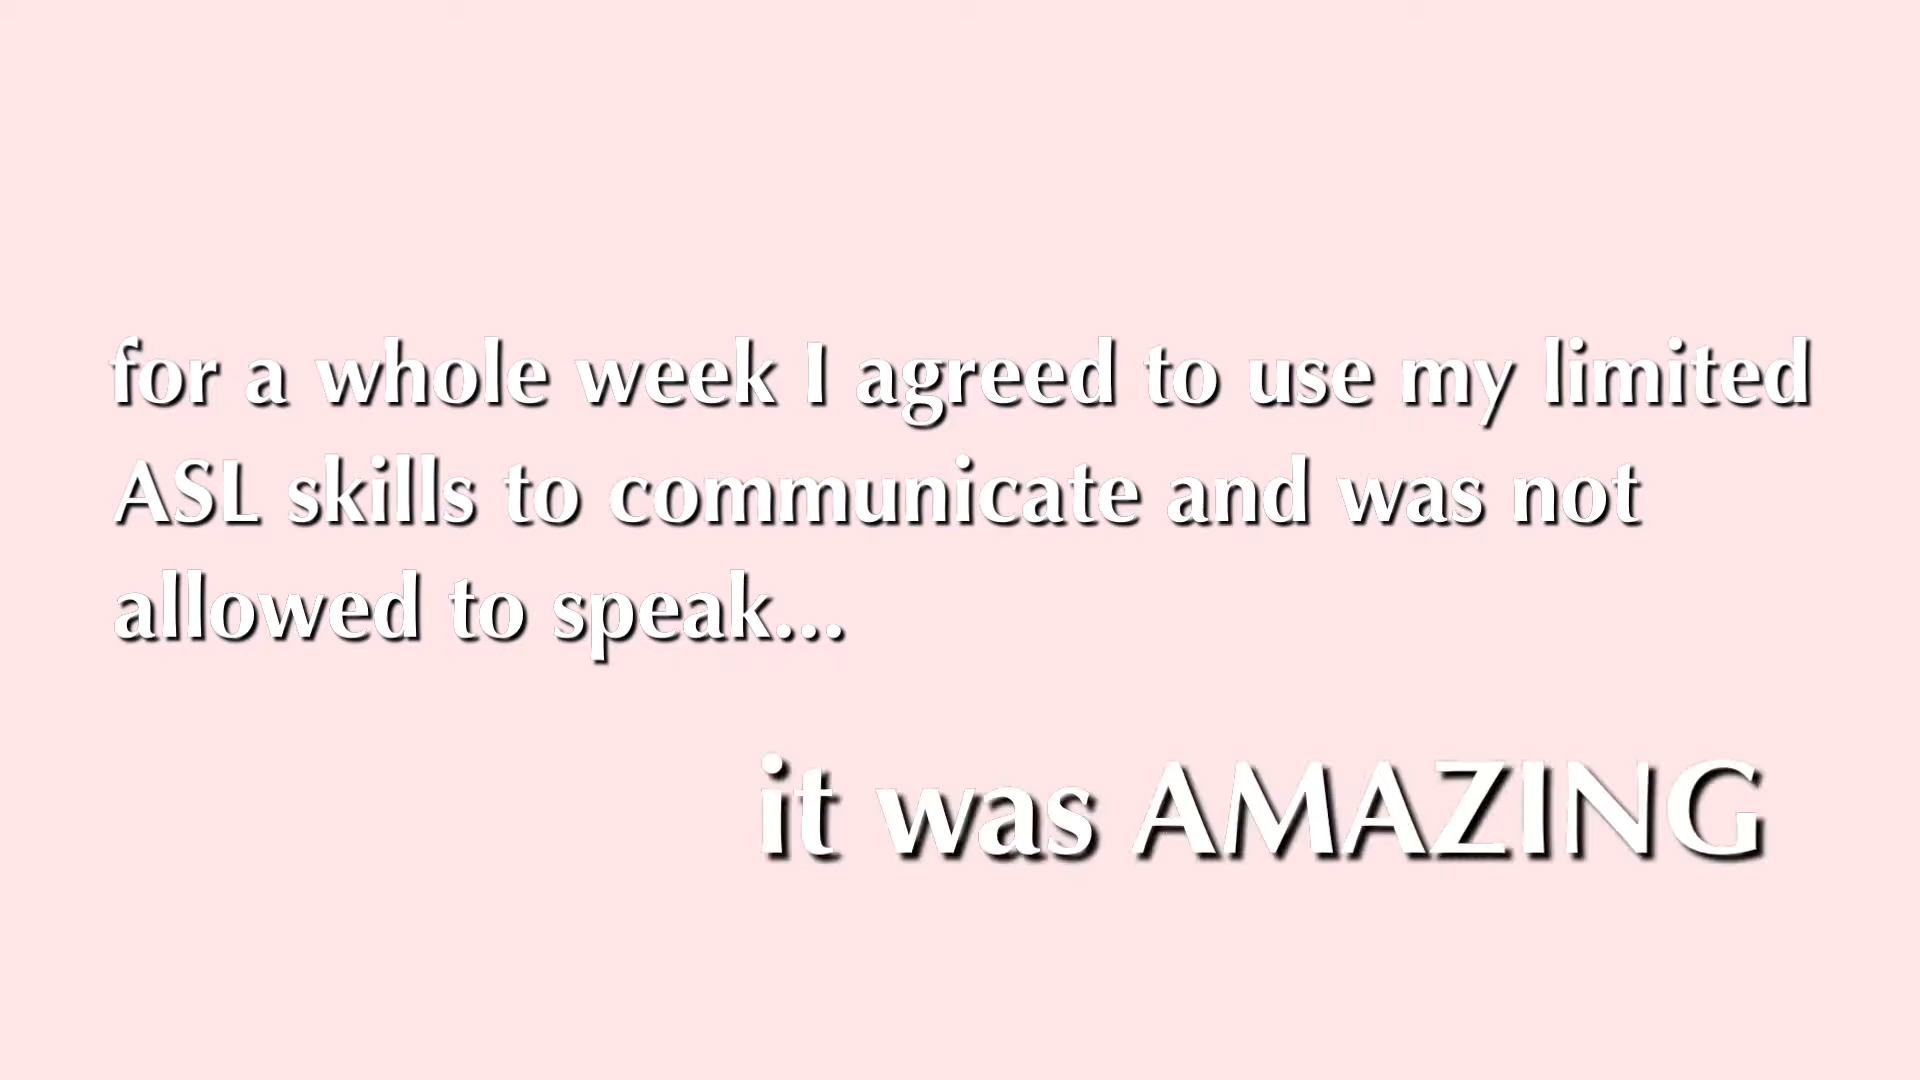 for a whole week I agreed to use my limited
ASL skills to communicate and was not
allowed to speak...
it was AMAZING